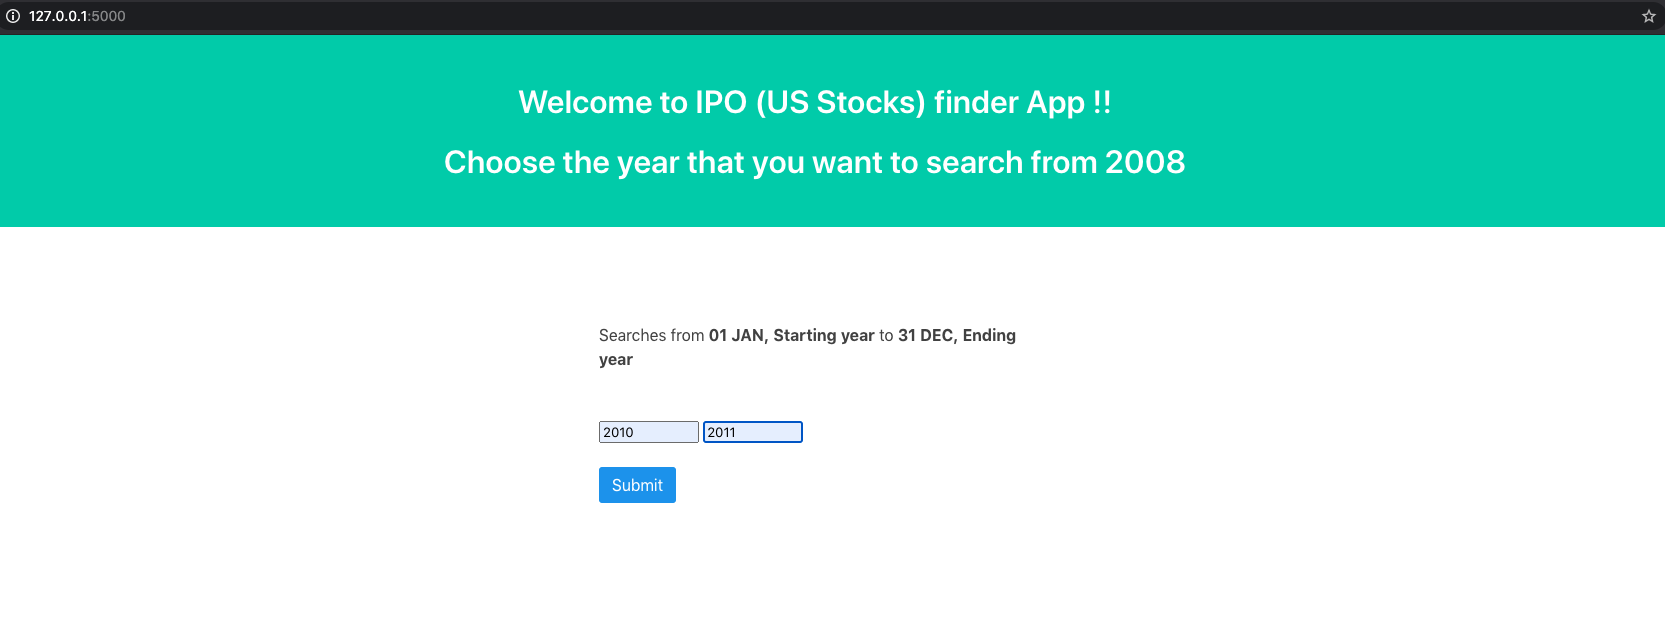 127.0.0.1:5000
Welcome to IPO (US Stocks) finder App !!
Choose the year that you want to search from 2008
Searches from 01 JAN, Starting year to 31 DEC, Ending
year
2010 2011
Submit